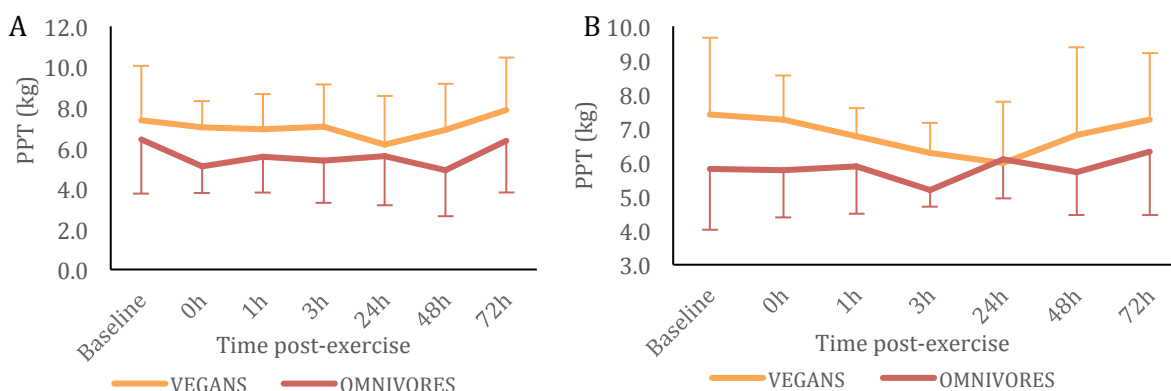 A
PPT (kg)
12.0
10.0
8.0
6.0
4.0
2.0
0.0
Baseline
0h
1h
3h
24h
48h
72h
Time post-exercise
VEGANS
OMNIVORES
B
PPT (kg)
10.0
9.0
8.0
7.0
6.0
5.0
4.0
3.0
Baseline
0h
1h
3h
24h
48h
72h
Time post-exercise
VEGANS
OMNIVORES